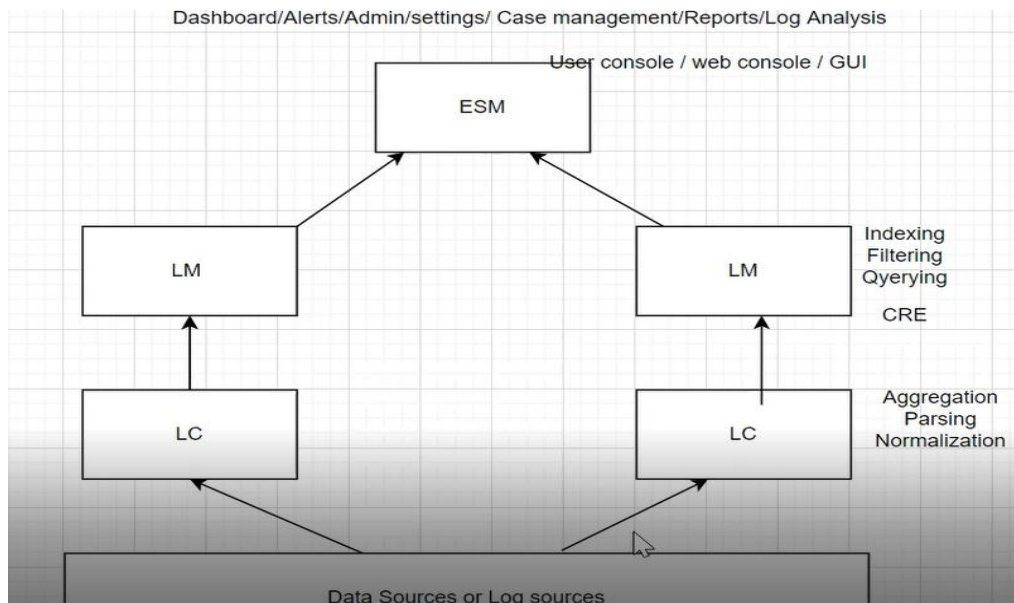 Dashboard/Alerts/Admin/settings/ Case management/Reports/Log Analysis
User console / web console / GUI
ESM
LM
LM
Indexing
Filtering
Qyerying
CRE
LC
LC
Aggregation
Parsing
Normalization
Data Sources or Log sources